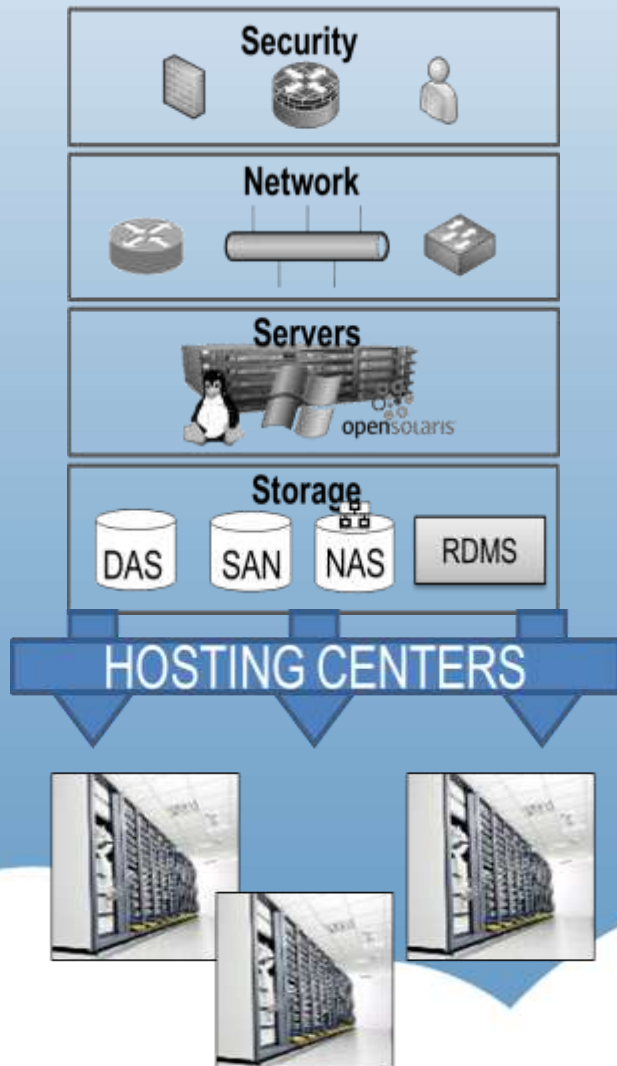 Security
Network
Servers
opensolaris
Storage
DAS
SAN
NAS
RDMS
HOSTING CENTERS